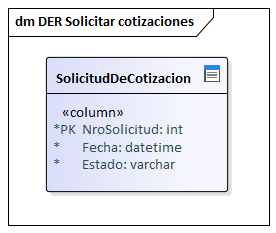 dm DER Solicitar cotizaciones
SolicitudDeCotizacion
«column»
*PK NroSolicitud: int
* Fecha: datetime
* Estado: varchar